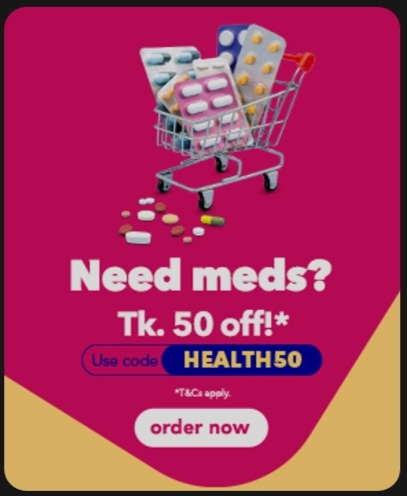 Need meds?
Tk. 50 off!*
Use code HEALTH50
*T&Cs apply.
order now